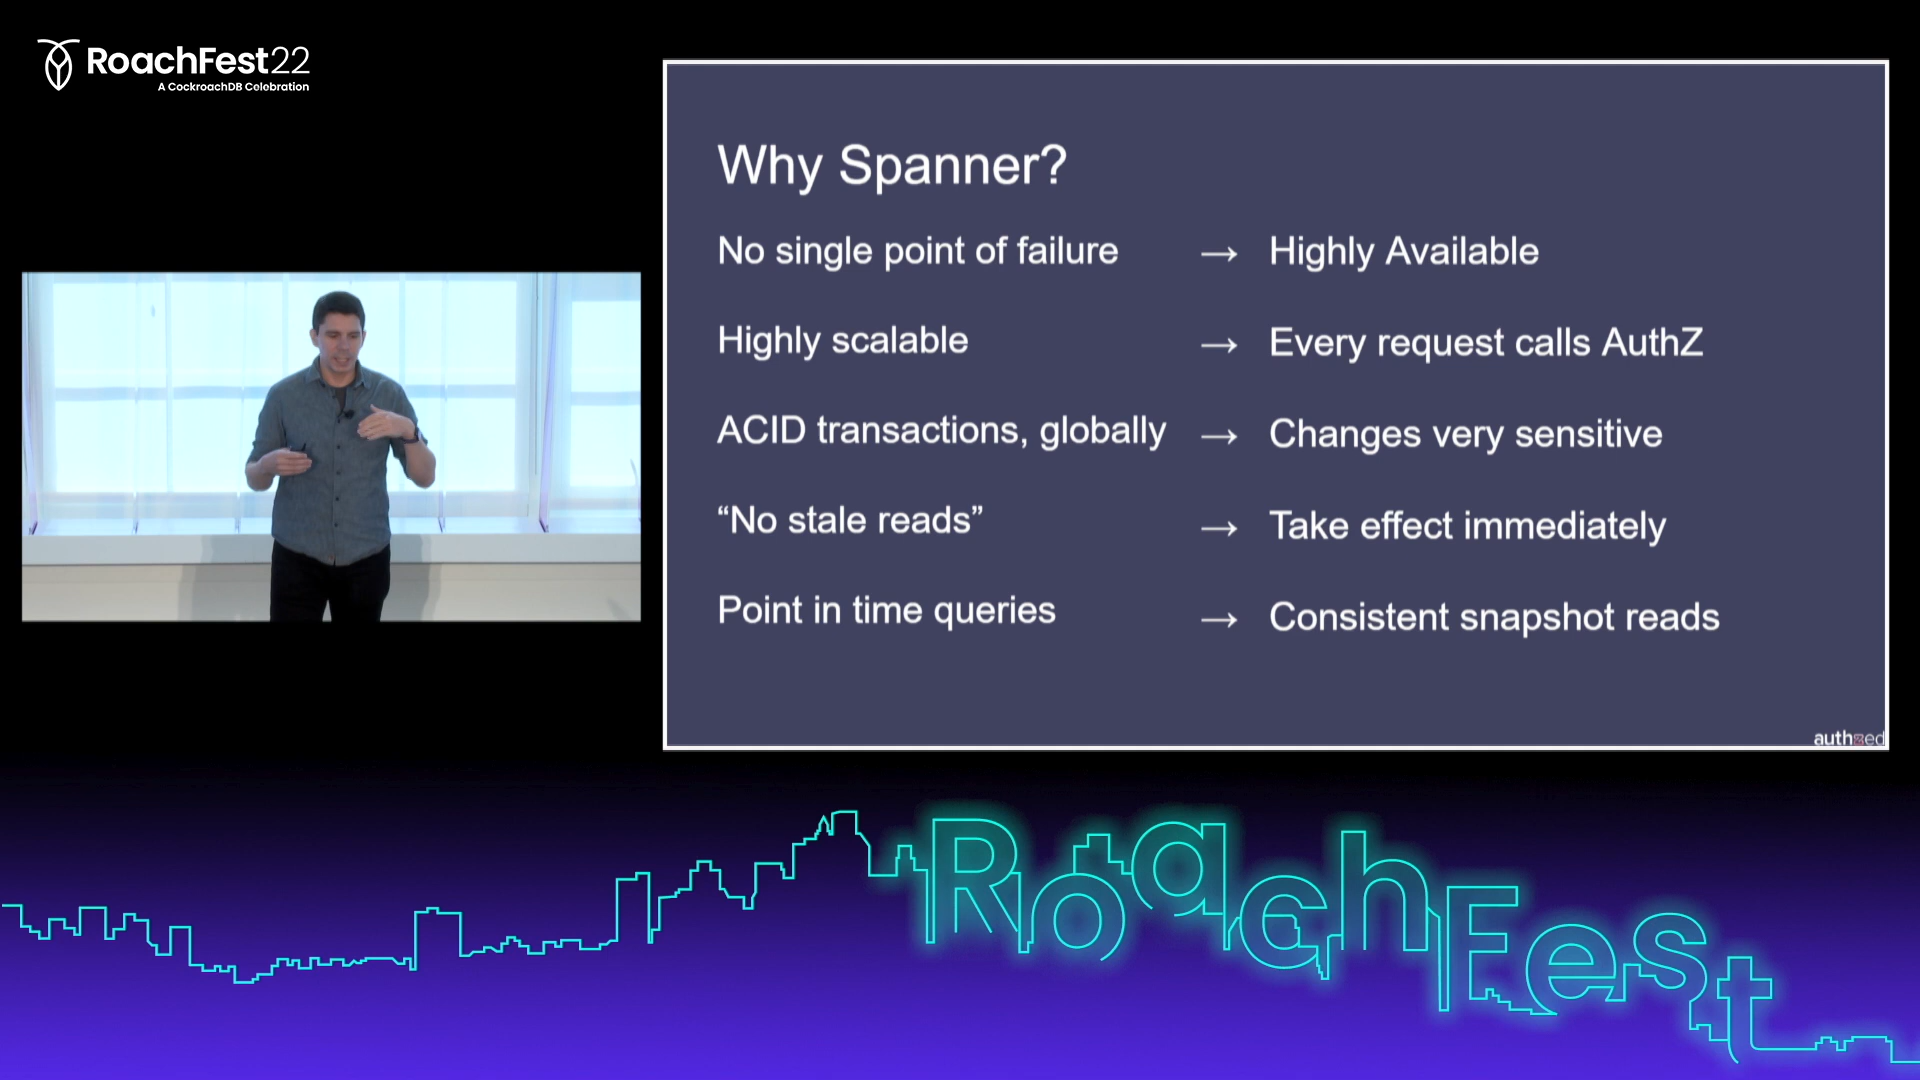 RoachFest22
A CockroachDB Celebration
Why Spanner?
No single point of failure → Highly Available
Highly scalable → Every request calls AuthZ
ACID transactions, globally → Changes very sensitive
“No stale reads” → Take effect immediately
Point in time queries → Consistent snapshot reads
authzed
RoachFest